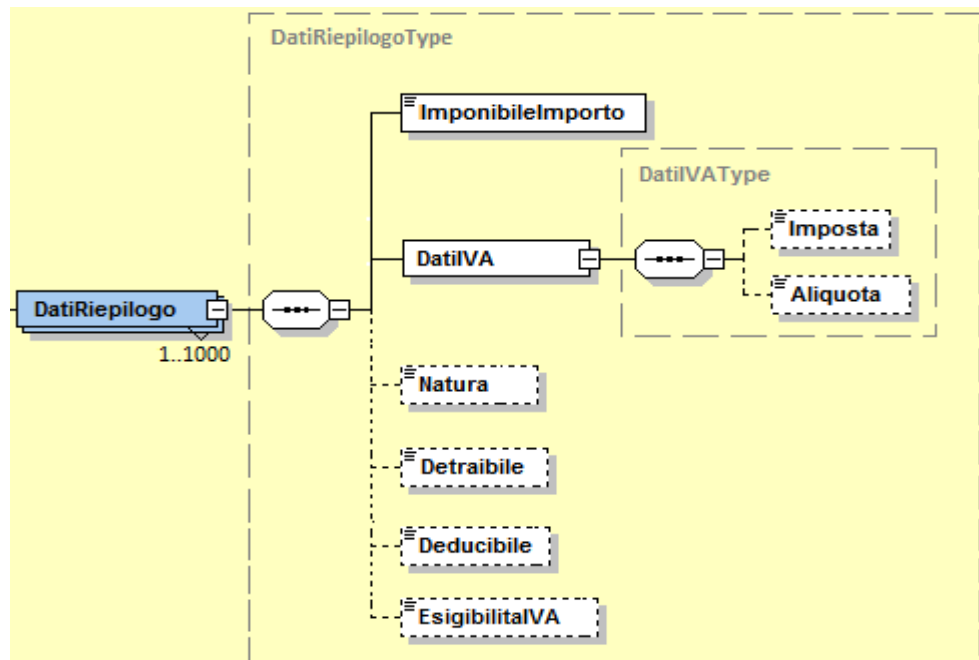 DatiRiepilogoType
ImponibileImporto
DatiIVAType
Imposta
DatiIVA
Aliquota
DatiRiepilogo
1..1000
Natura
Detraibile
Deducibile
EsigibilitaIVA